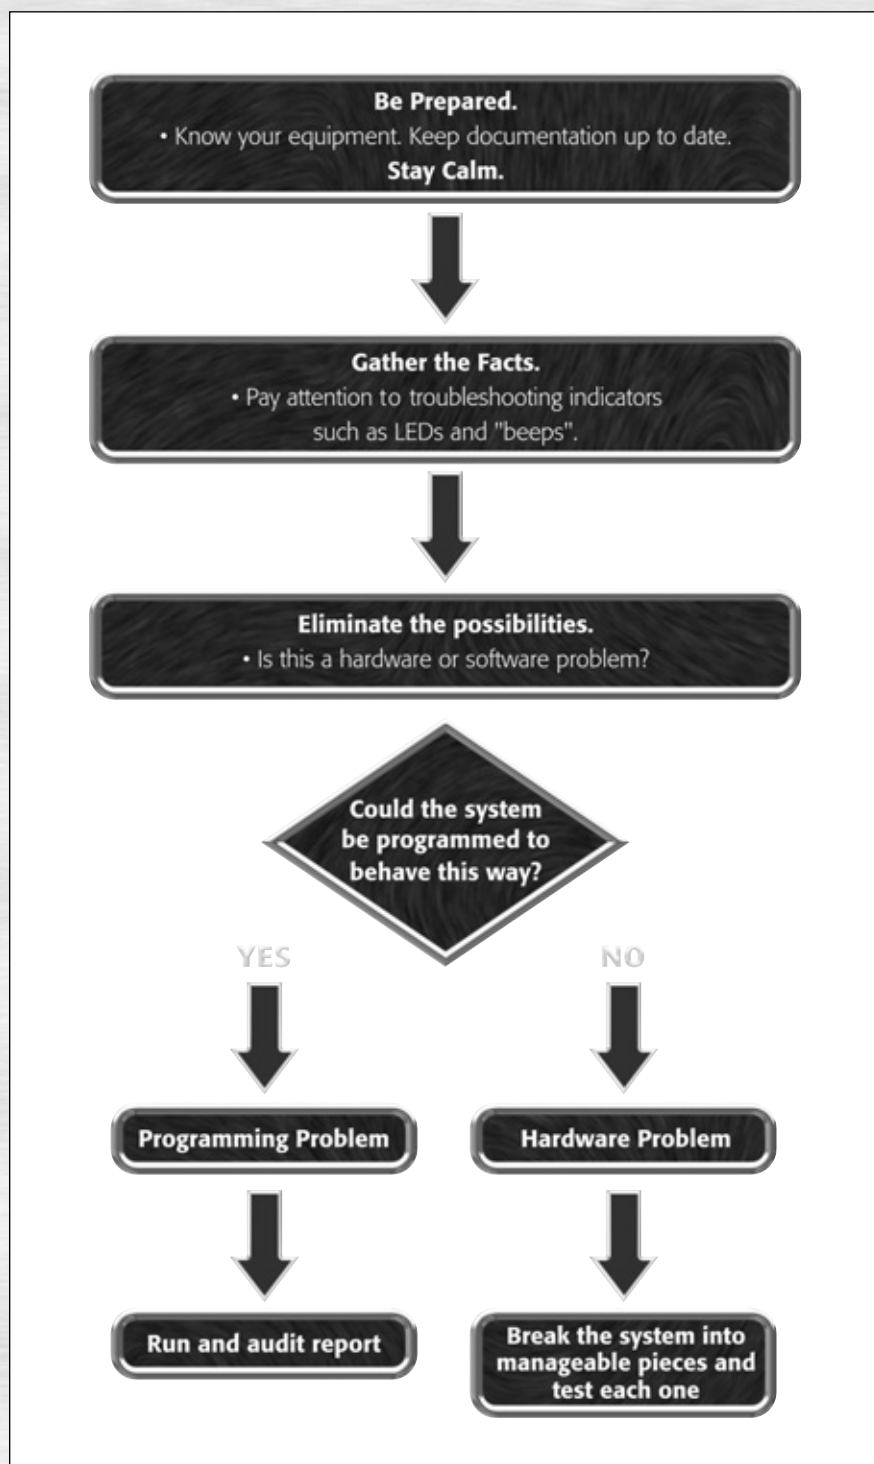 Be Prepared.
• Know your equipment. Keep documentation up to date.
Stay Calm.
Gather the Facts.
• Pay attention to troubleshooting indicators
such as LEDs and "beeps".
Eliminate the possibilities.
• Is this a hardware or software problem?
Could the system
be programmed to
behave this way?
YES
NO
Programming Problem
Hardware Problem
Run and audit report
Break the system into
manageable pieces and
test each one